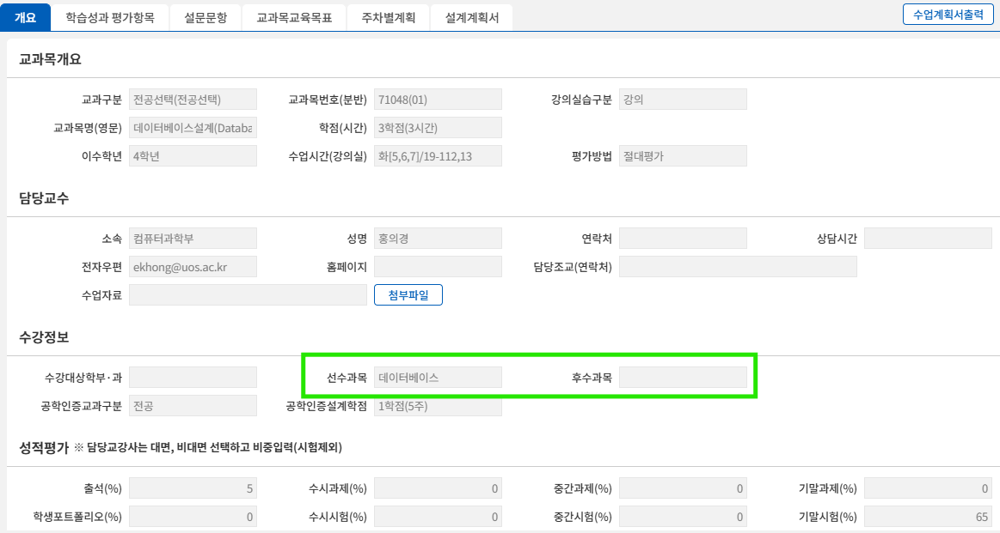 개요 학습성과 평가항목 설문문항 교과목교육목표 주차별계획 설계계획서 수업계획서출력
교과목개요
교과구분 전공선택(전공선택) 교과목번호(분반) 71048(01) 강의실습구분 강의
교과목명(영문) 데이터베이스설계(Databa 학점(시간) 3학점(3시간)
이수학년 4학년 수업시간(강의실) 화[5,6,7]/19-112,13 평가방법 절대평가
담당교수
소속 컴퓨터과학부 성명 홍의경 연락처 상담시간
전자우편 ekhong@uos.ac.kr 홈페이지 담당조교(연락처)
수업자료 첨부파일
수강정보
수강대상학부·과 선수과목 데이터베이스 후수과목
공학인증교과구분 전공 공학인증설계학점 1학점(5주)
성적평가 ※ 담당교강사는 대면, 비대면 선택하고 비중입력(시험제외)
출석(%) 5 수시과제(%) 0 중간과제(%) 0 기말과제(%) 0
학생포트폴리오(%) 0 수시시험(%) 0 중간시험(%) 0 기말시험(%) 65